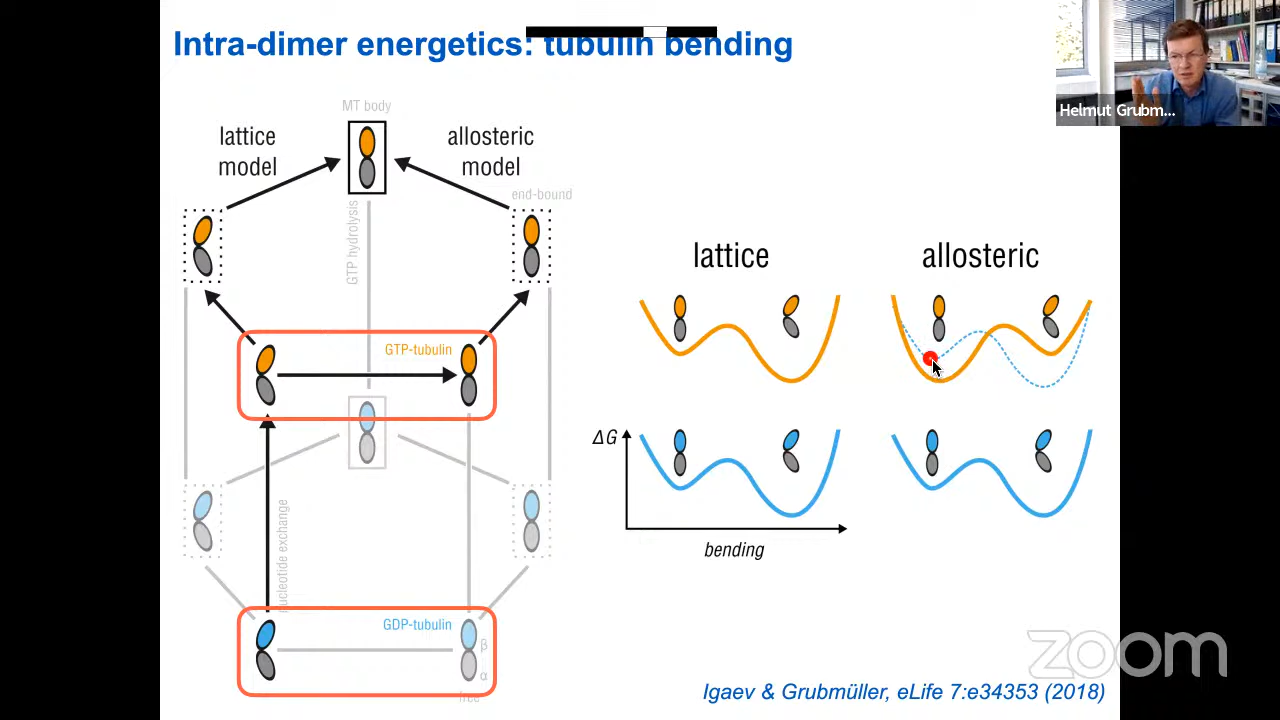 Intra-dimer energetics: tubulin bending
Helmut Grubm...
MT body
lattice
model
allosteric
model
end-bound
GTP hydrolysis
GTP-tubulin
nucleotide exchange
GDP-tubulin
β
α
free
lattice
allosteric
ΔG
bending
zoom
Igaev & Grubmüller, eLife 7:e34353 (2018)